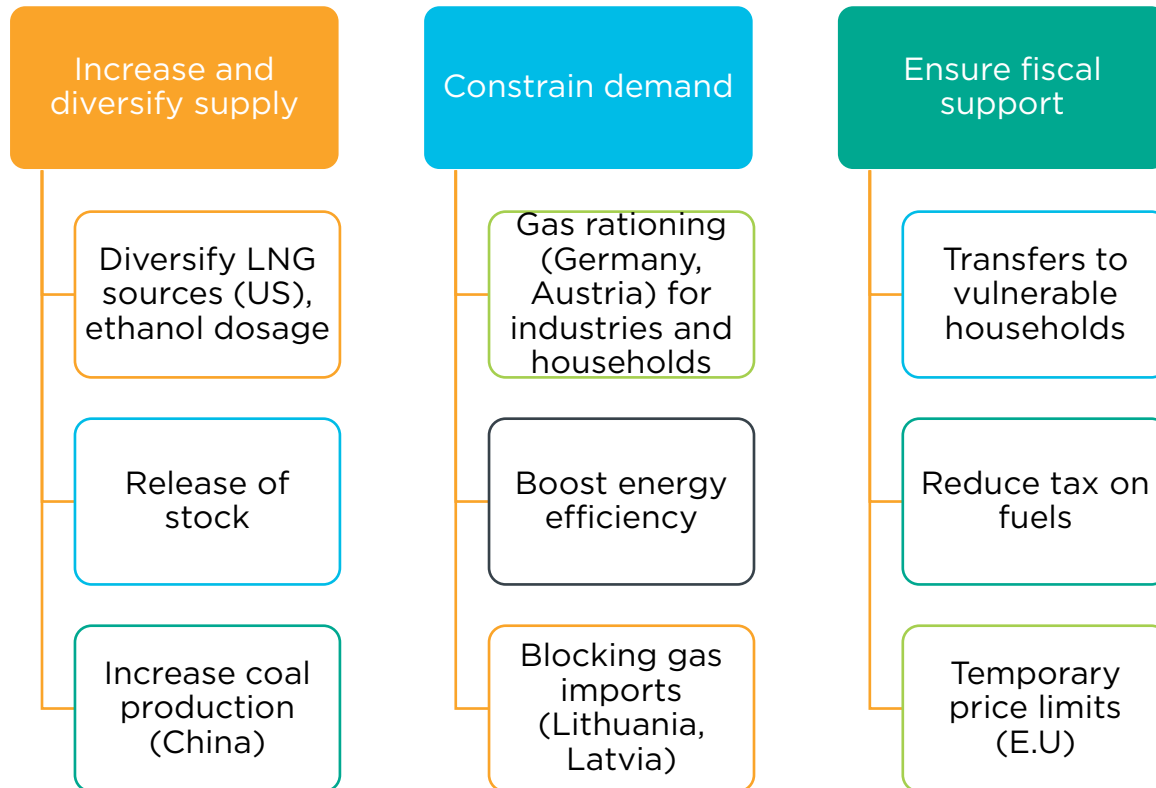 Increase and
diversify supply
Diversify LNG
sources (US),
ethanol dosage
Release of
stock
Increase coal
production
(China)
Constrain demand
Gas rationing
(Germany,
Austria) for
industries and
households
Boost energy
efficiency
Blocking gas
imports
(Lithuania,
Latvia)
Ensure fiscal
support
Transfers to
vulnerable
households
Reduce tax on
fuels
Temporary
price limits
(E.U)